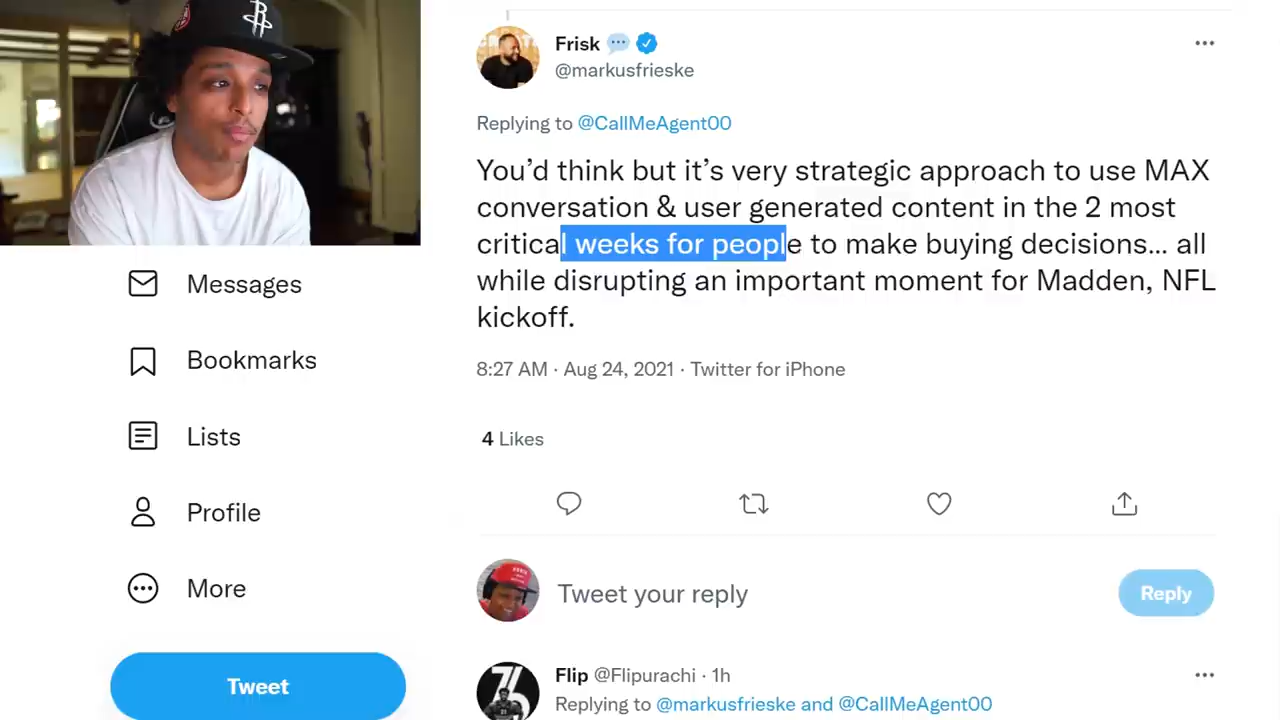 Frisk
@markusfrieske
Replying to @CallMeAgent00
You’d think but it’s very strategic approach to use MAX
conversation & user generated content in the 2 most
critical weeks for people to make buying decisions... all
while disrupting an important moment for Madden, NFL
kickoff.
8:27 AM · Aug 24, 2021 · Twitter for iPhone
4 Likes
Messages
Bookmarks
Lists
Profile
More
Tweet
Tweet your reply
Reply
Flip @Flipurachi · 1h
Replying to @markusfrieske and @CallMeAgent00
76